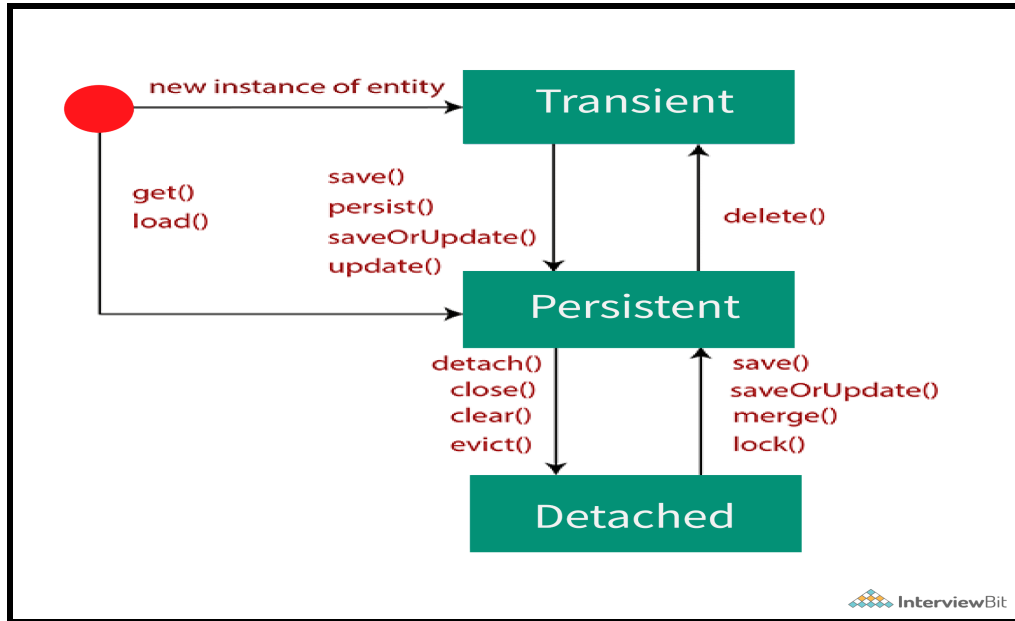 new instance of entity
Transient
get()
load()
save()
persist()
saveOrUpdate()
update()
delete()
Persistent
detach()
close()
clear()
evict()
save()
saveOrUpdate()
merge()
lock()
Detached
InterviewBit